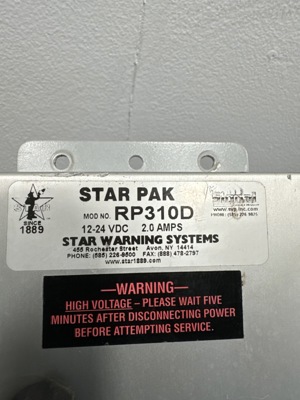 STAR PAK
MOD NO. RP310D
12-24 VDC 2.0 AMPS
STAR WARNING SYSTEMS
455 Rochester Street Avon, NY 14414
PHONE: (585) 226-9500 FAX: (888) 478-2797
www.star1889.com
SINCE
1889
—WARNING—
HIGH VOLTAGE – PLEASE WAIT FIVE
MINUTES AFTER DISCONNECTING POWER
BEFORE ATTEMPTING SERVICE.